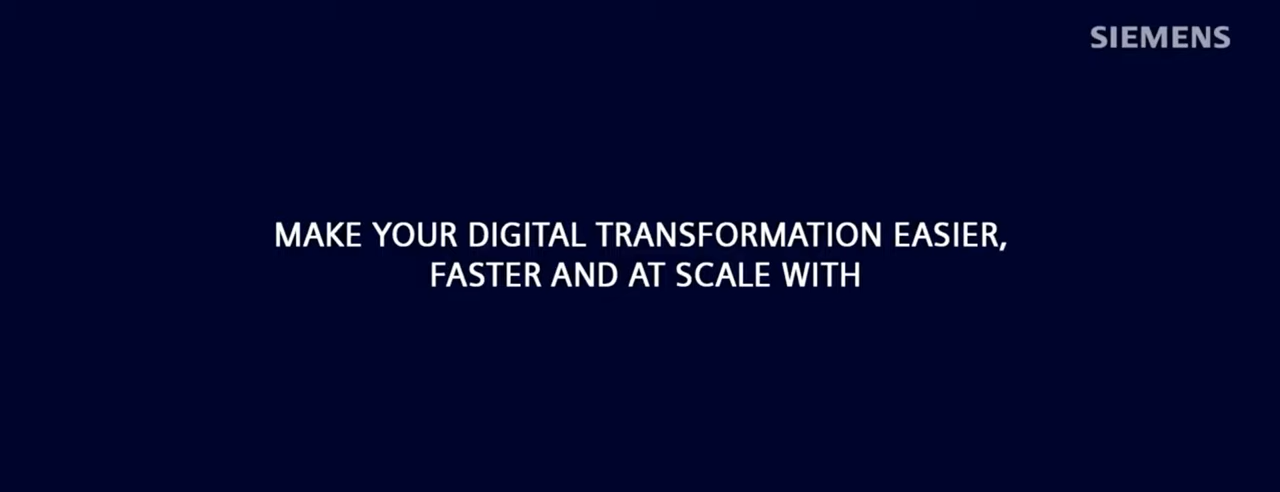 SIEMENS
MAKE YOUR DIGITAL TRANSFORMATION EASIER,
FASTER AND AT SCALE WITH